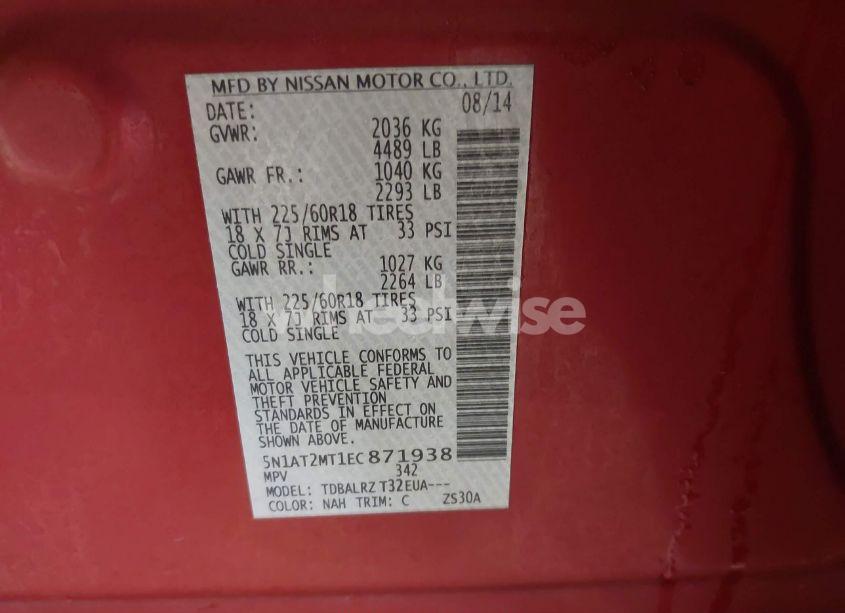 MFD BY NISSAN MOTOR CO., LTD.
DATE: 08/14
GVWR: 2036 KG
4489 LB
GAWR FR.: 1040 KG
2293 LB
WITH 225/60R18 TIRES
18 X 7J RIMS AT 33 PSI
COLD SINGLE
GAWR RR.: 1027 KG
2264 LB
WITH 225/60R18 TIRES
18 X 7J RIMS AT 33 PSI
COLD SINGLE
THIS VEHICLE CONFORMS TO
ALL APPLICABLE FEDERAL
MOTOR VEHICLE SAFETY AND
THEFT PREVENTION
STANDARDS IN EFFECT ON
THE DATE OF MANUFACTURE
SHOWN ABOVE.
5N1AT2MT1EC871938
MPV 342
MODEL: TDBALRZ T32EUA---
COLOR: NAH TRIM: C ZS30A
wheelwise